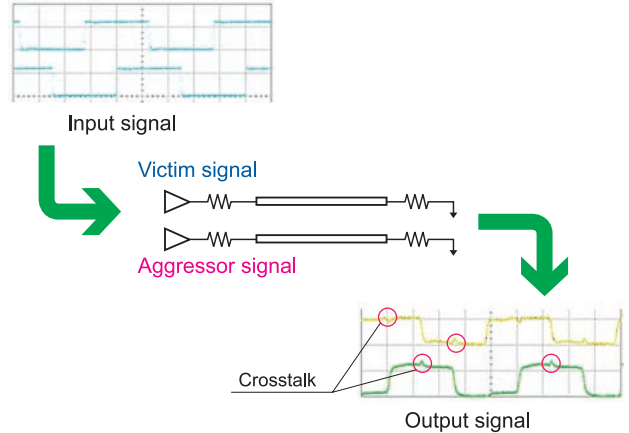 Input signal
Victim signal
Aggressor signal
Crosstalk
Output signal